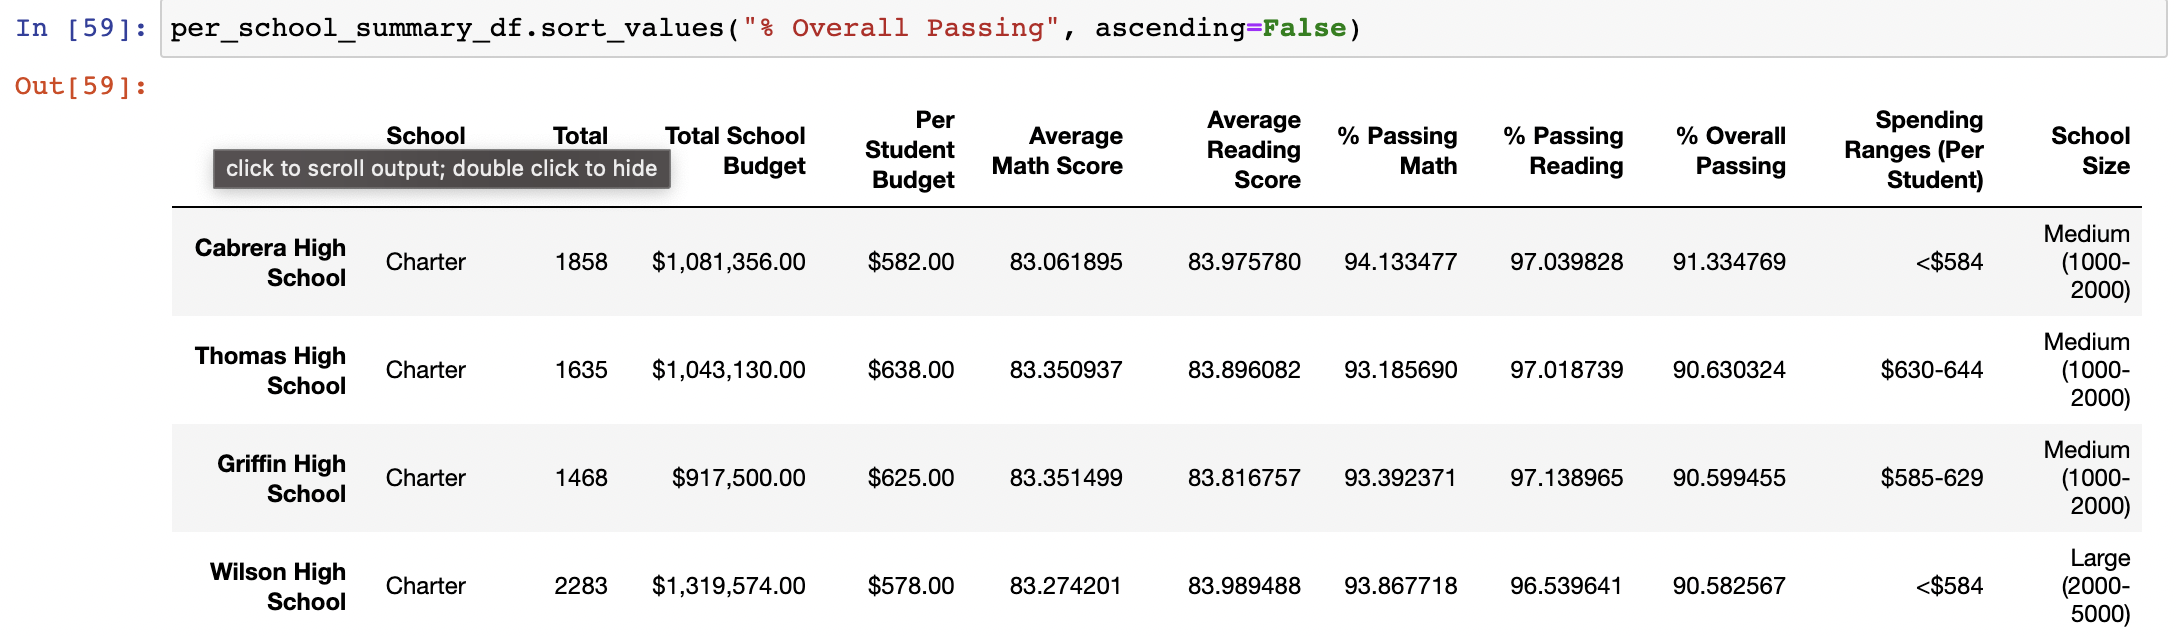 In [59]: per_school_summary_df.sort_values("% Overall Passing", ascending=False)
Out[59]:
School Total Total School Budget Per Student Budget Average Math Score Average Reading Score % Passing Math % Passing Reading % Overall Passing Spending Ranges (Per Student) School Size
click to scroll output; double click to hide
Cabrera High School Charter 1858 $1,081,356.00 $582.00 83.061895 83.975780 94.133477 97.039828 91.334769 <$584 Medium (1000-2000)
Thomas High School Charter 1635 $1,043,130.00 $638.00 83.350937 83.896082 93.185690 97.018739 90.630324 $630-644 Medium (1000-2000)
Griffin High School Charter 1468 $917,500.00 $625.00 83.351499 83.816757 93.392371 97.138965 90.599455 $585-629 Medium (1000-2000)
Wilson High School Charter 2283 $1,319,574.00 $578.00 83.274201 83.989488 93.867718 96.539641 90.582567 <$584 Large (2000-5000)